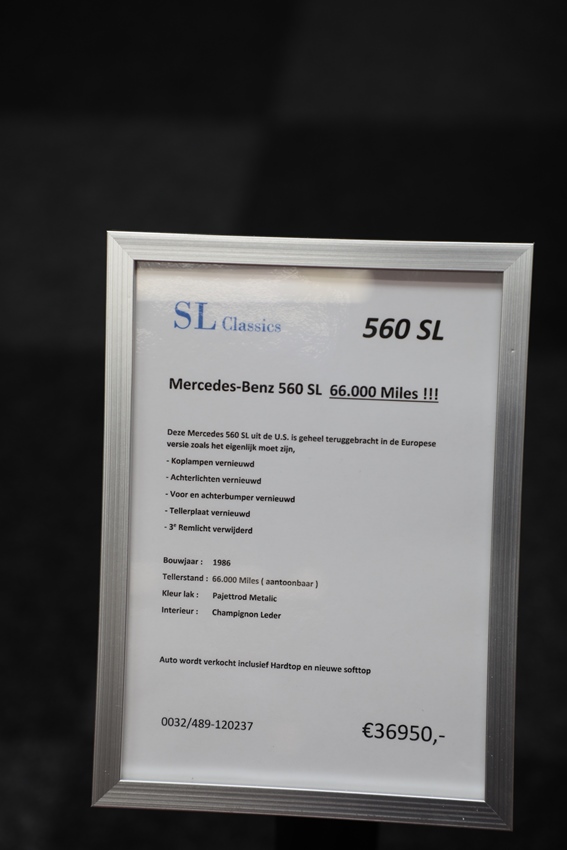 SL Classics 560 SL
Mercedes-Benz 560 SL 66.000 Miles !!!
Deze Mercedes 560 SL uit de U.S. is geheel teruggebracht in de Europese
versie zoals het eigenlijk moet zijn,
- Koplampen vernieuwd
- Achterlichten vernieuwd
- Voor en achterbumper vernieuwd
- Tellerplaat vernieuwd
- 3e Remlicht verwijderd
Bouwjaar : 1986
Tellerstand : 66.000 Miles ( aantoonbaar )
Kleur lak : Pajettrod Metalic
Interieur : Champignon Leder
Auto wordt verkocht inclusief Hardtop en nieuwe softtop
0032/489-120237 €36950,-